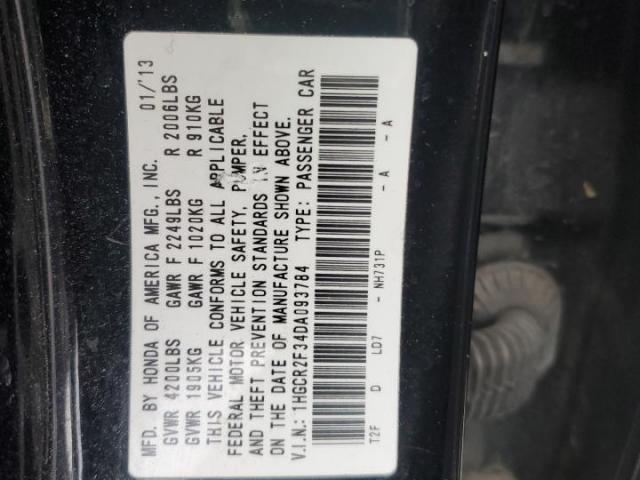 MFD. BY HONDA OF AMERICA MFG., INC. 01/'13
GVWR 4200LBS GAWR F 2249LBS R 2006LBS
GVWR 1905KG GAWR F 1020KG R 910KG
THIS VEHICLE CONFORMS TO ALL APPLICABLE
FEDERAL MOTOR VEHICLE SAFETY, BUMPER,
AND THEFT PREVENTION STANDARDS IN EFFECT
ON THE DATE OF MANUFACTURE SHOWN ABOVE.
V.I.N.: 1HGCR2F34DA093784 TYPE: PASSENGER CAR
T2F D LD7 - NH731P - A - A